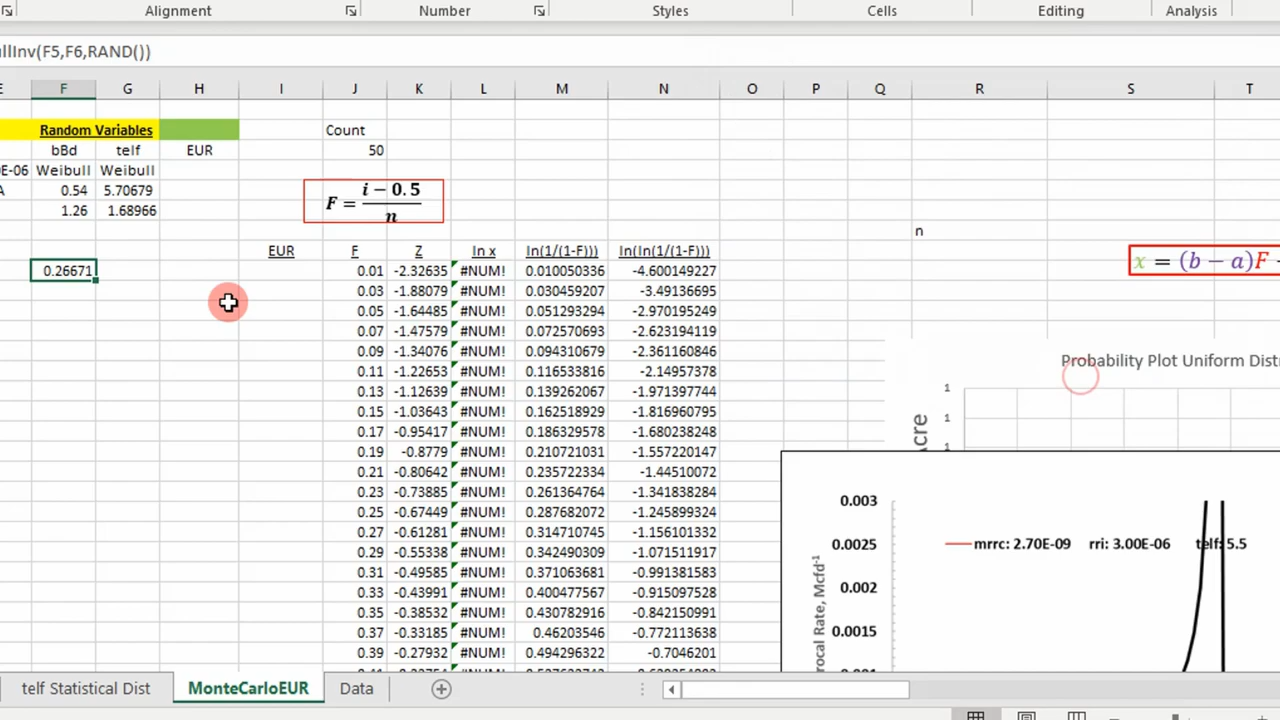 Alignment Number Styles Cells Editing Analysis
llInv(F5,F6,RAND())
F G H I J K L M N O P Q R S T
Random Variables Count
bBd telf EUR 50
0E-06 Weibull Weibull
A 0.54 5.70679
1.26 1.68966
F = i − 0.5 / n
n
EUR F Z ln x ln(1/(1-F))) ln(ln(1/(1-F)))
x = (b − a)F
0.26671 0.01 -2.32635 #NUM! 0.010050336 -4.600149227
0.03 -1.88079 #NUM! 0.030459207 -3.49136695
0.05 -1.64485 #NUM! 0.051293294 -2.970195249
0.07 -1.47579 #NUM! 0.072570693 -2.623194119
0.09 -1.34076 #NUM! 0.094310679 -2.361160846
0.11 -1.22653 #NUM! 0.116533816 -2.14957378
0.13 -1.12639 #NUM! 0.139262067 -1.971397744
0.15 -1.03643 #NUM! 0.162518929 -1.816960795
0.17 -0.95417 #NUM! 0.186329578 -1.680238248
0.19 -0.8779 #NUM! 0.210721031 -1.557220147
0.21 -0.80642 #NUM! 0.235722334 -1.44510072
0.23 -0.73885 #NUM! 0.261364764 -1.341838284
0.25 -0.67449 #NUM! 0.287682072 -1.245899324
0.27 -0.61281 #NUM! 0.314710745 -1.156101332
0.29 -0.55338 #NUM! 0.342490309 -1.071511917
0.31 -0.49585 #NUM! 0.371063681 -0.991381583
0.33 -0.43991 #NUM! 0.400477567 -0.915097528
0.35 -0.38532 #NUM! 0.430782916 -0.842150991
0.37 -0.33185 #NUM! 0.46203546 -0.772113638
0.39 -0.27932 #NUM! 0.494296322 -0.7046201
Probability Plot Uniform Dist
1
1
1
Acre
0.003
0.0025
0.002
0.0015
mrrc: 2.70E-09 rri: 3.00E-06 telf: 5.5
rocal Rate, Mcfd-1
telf Statistical Dist MonteCarloEUR Data